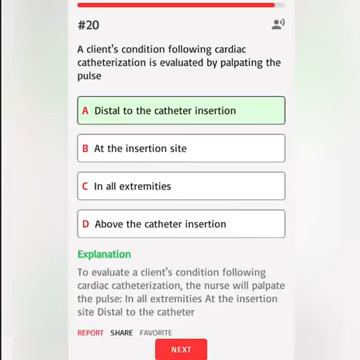 #20
A client's condition following cardiac
catheterization is evaluated by palpating the
pulse
A Distal to the catheter insertion
B At the insertion site
C In all extremities
D Above the catheter insertion
Explanation
To evaluate a client's condition following
cardiac catheterization, the nurse will palpate
the pulse: In all extremities At the insertion
site Distal to the catheter
REPORT SHARE FAVORITE
NEXT